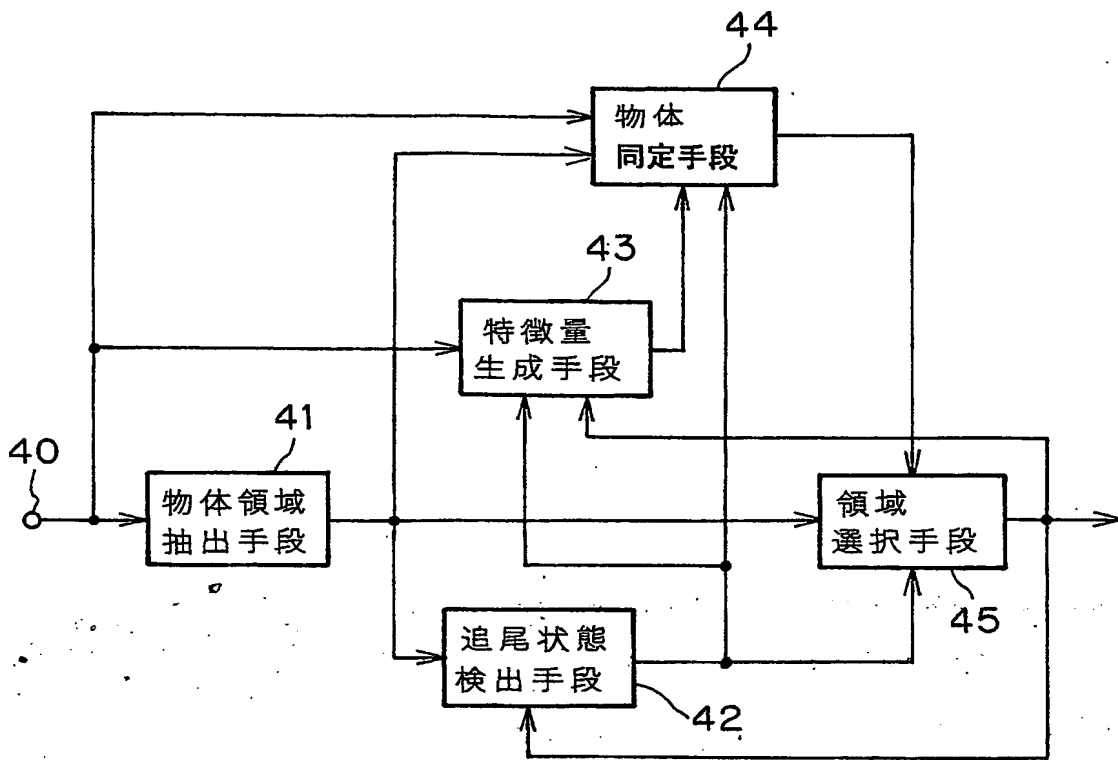 44
物体
同定手段
43
特徴量
生成手段
41
40
物体領域
抽出手段
領域
選択手段
45
追尾状態
検出手段
42